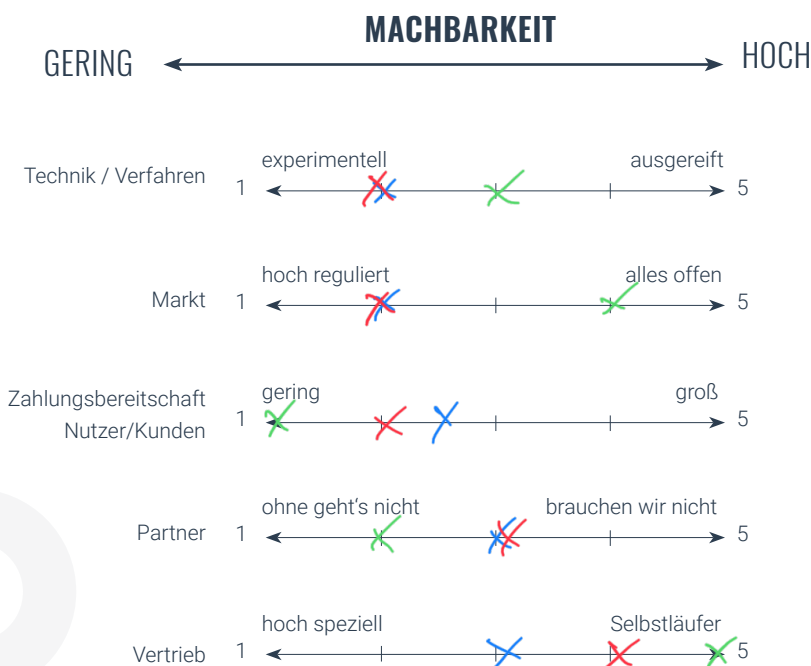 MACHBARKEIT
GERING
HOCH
experimentell
ausgereift
Technik / Verfahren
1
5
hoch reguliert
alles offen
Markt
1
5
gering
groß
Zahlungsbereitschaft
Nutzer/Kunden
1
5
ohne geht's nicht
brauchen wir nicht
Partner
1
5
hoch speziell
Selbstläufer
Vertrieb
1
5